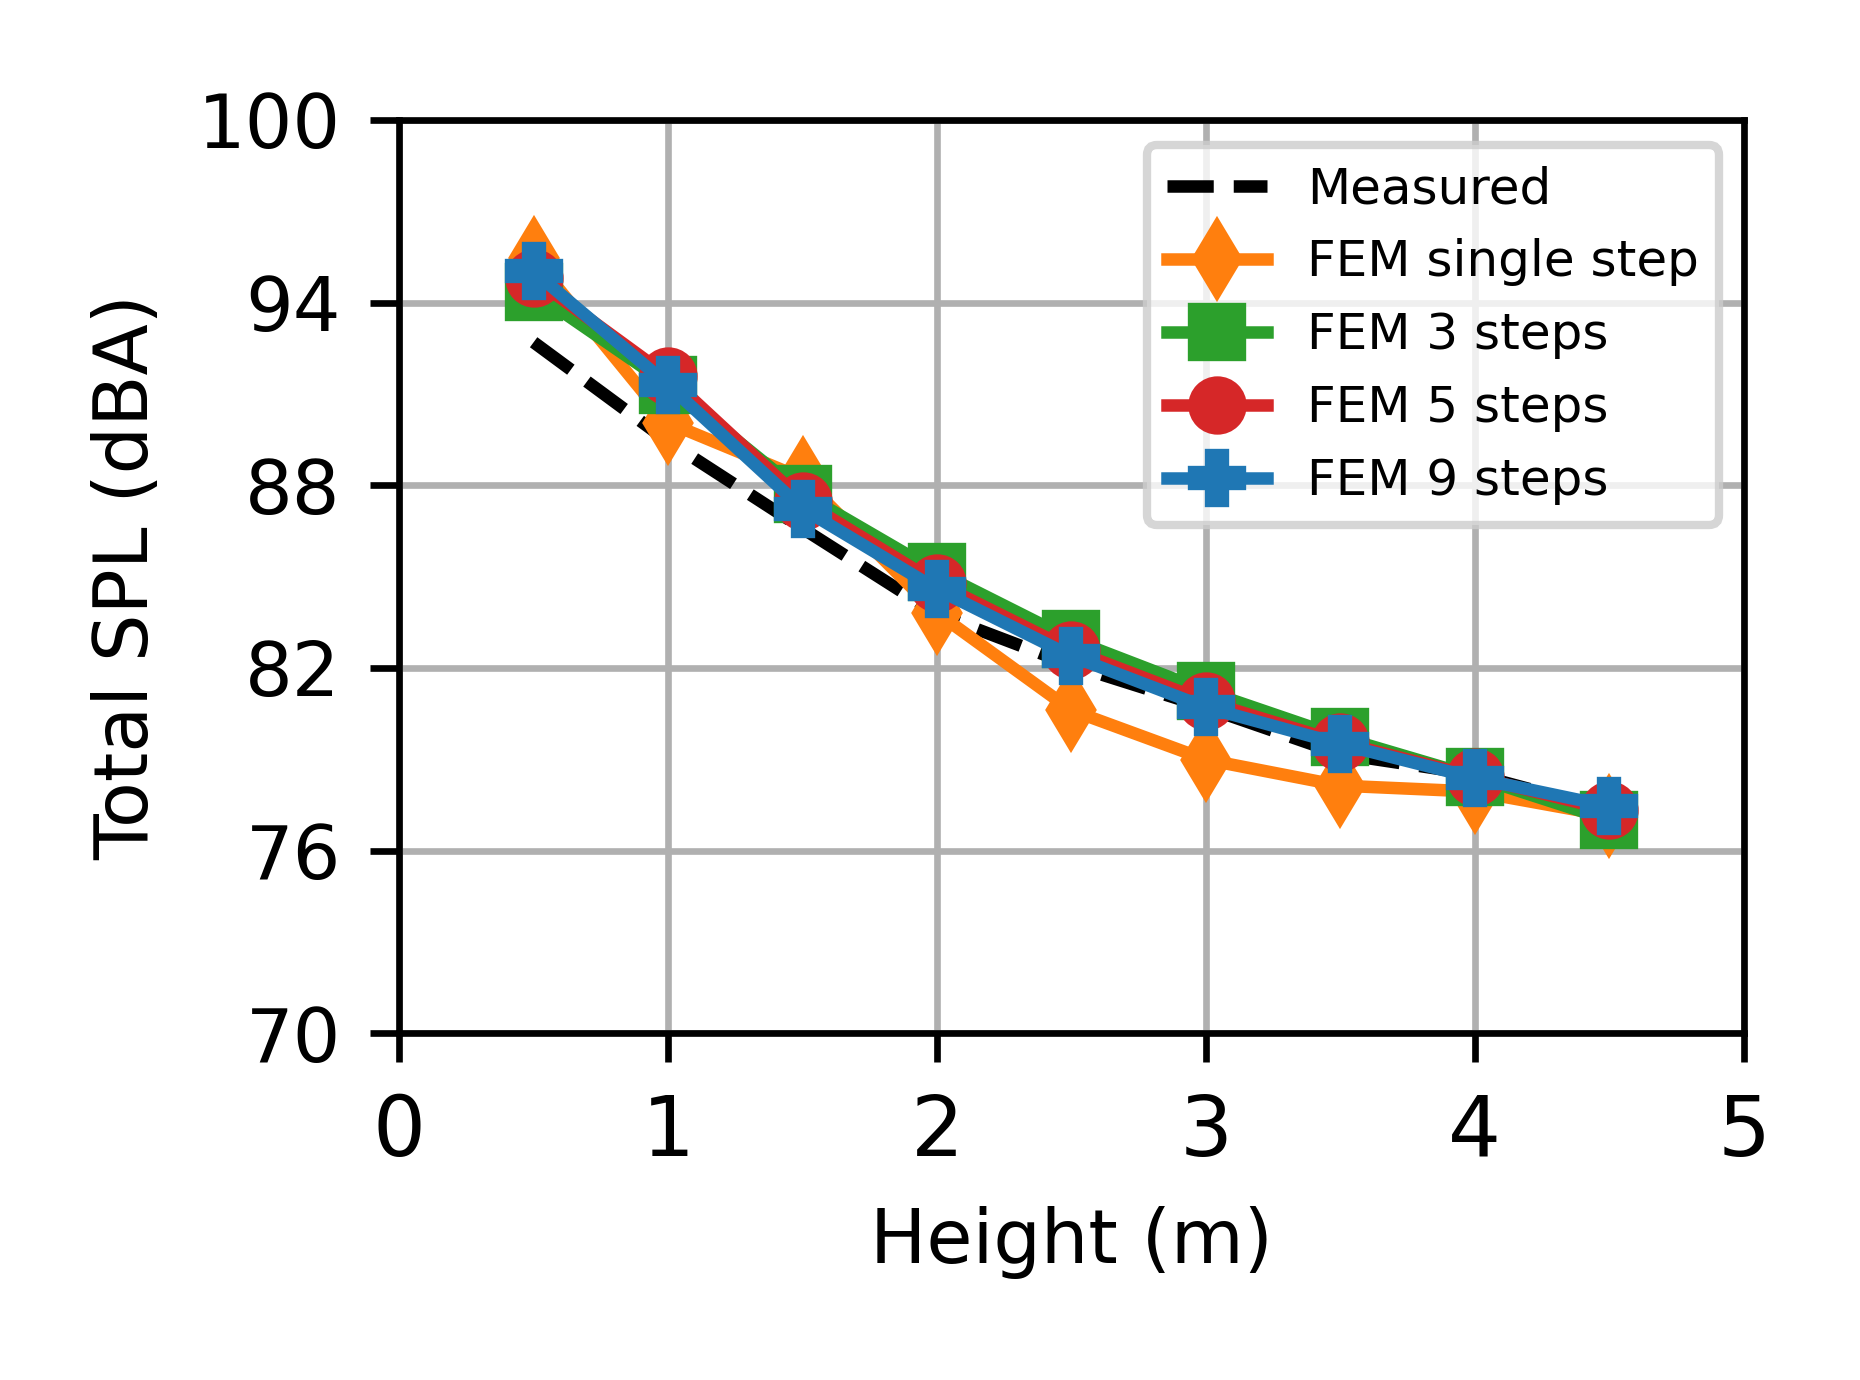 100
94
88
82
76
70
Total SPL (dBA)
Measured
FEM single step
FEM 3 steps
FEM 5 steps
FEM 9 steps
0 1 2 3 4 5
Height (m)